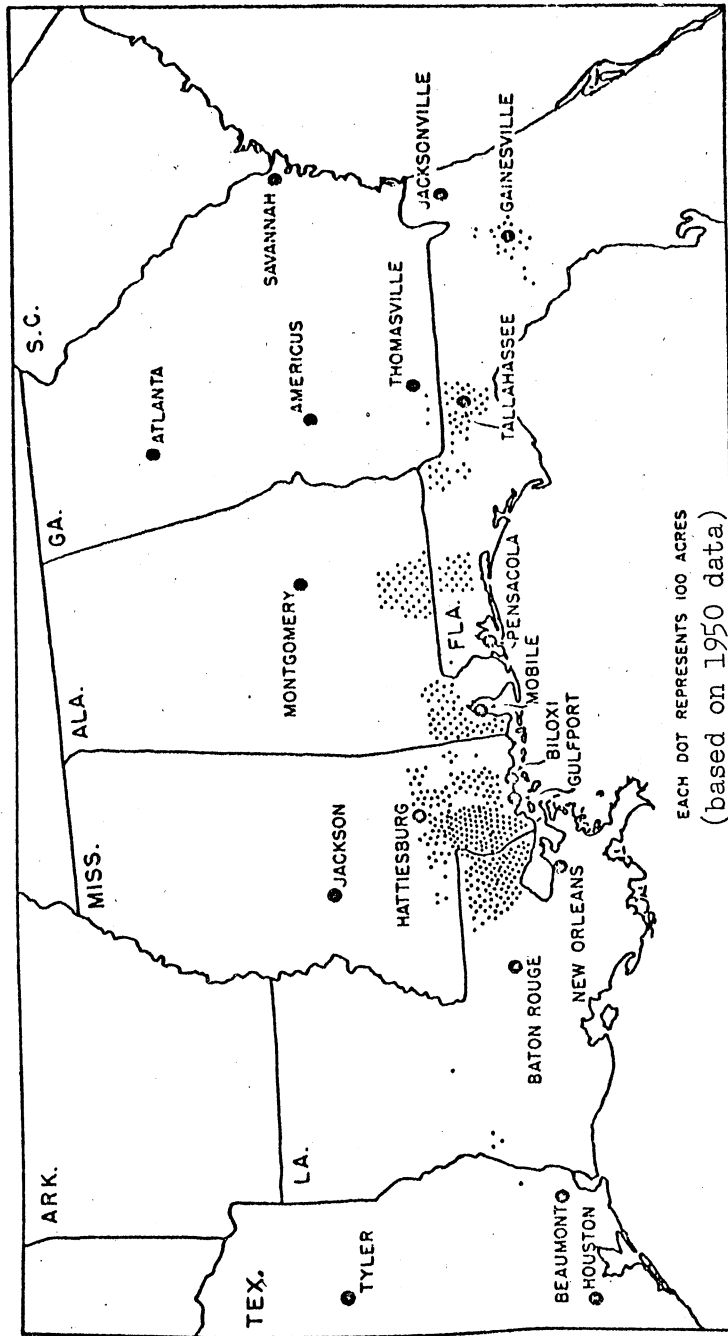 ARK.
TEX.
LA.
MISS.
ALA.
GA.
S.C.
FLA.
TYLER
BEAUMONT
HOUSTON
BATON ROUGE
NEW ORLEANS
JACKSON
HATTIESBURG
GULFPORT
BILOXI
MOBILE
PENSACOLA
MONTGOMERY
ATLANTA
AMERICUS
THOMASVILLE
TALLAHASSEE
SAVANNAH
JACKSONVILLE
GAINESVILLE
EACH DOT REPRESENTS 100 ACRES
(based on 1950 data)